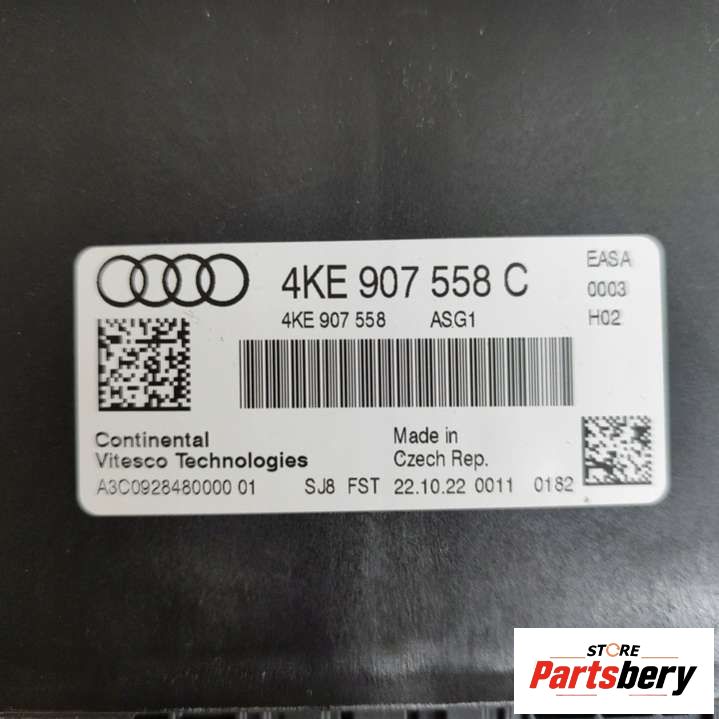 4KE 907 558 C
4KE 907 558 ASG1
EASA
0003
H02
Continental
Vitesco Technologies
Made in
Czech Rep.
A3C0928480000 01 SJ8 FST 22.10.22 0011 0182
STORE
Partsbery